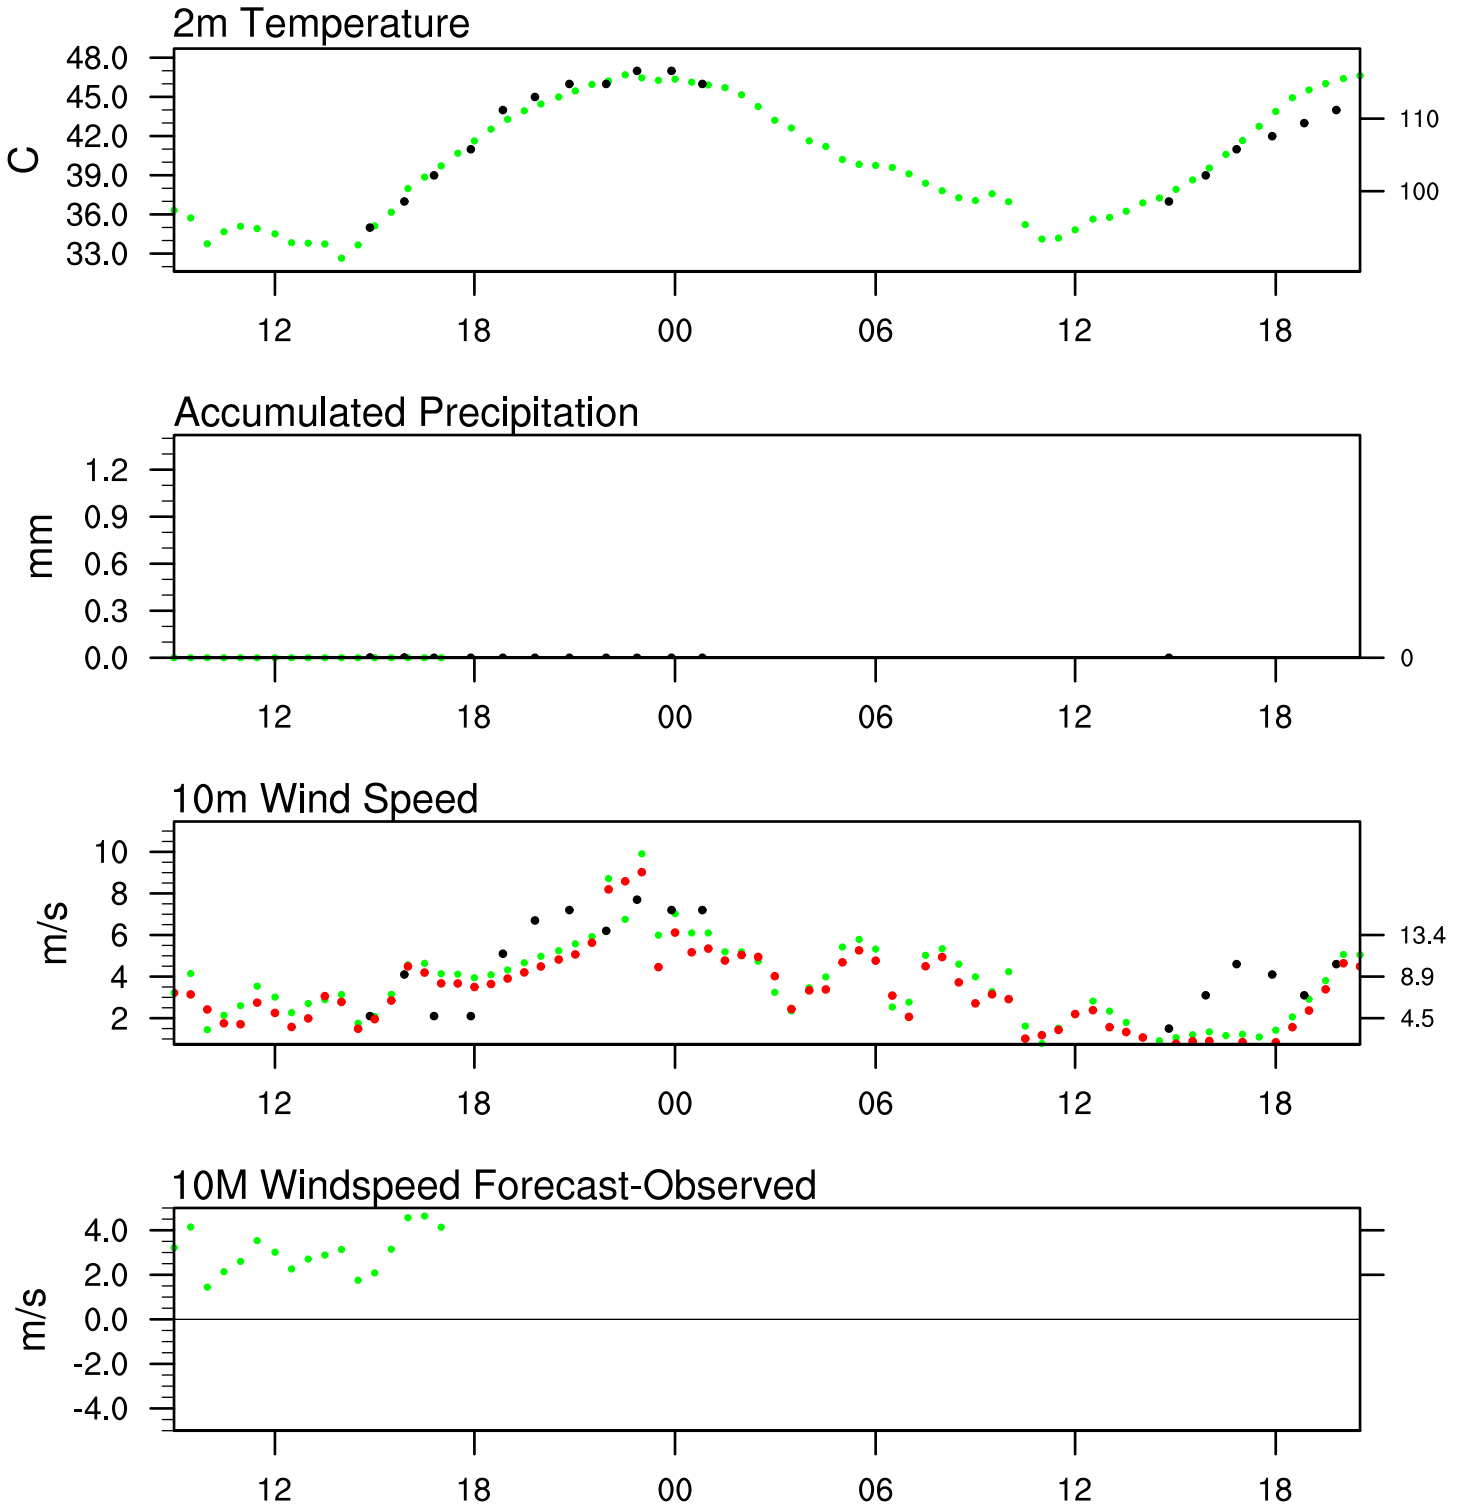 2m Temperature
48.0
45.0
42.0
39.0
36.0
33.0
C
110
100
12 18 00 06 12 18
Accumulated Precipitation
1.2
0.9
0.6
0.3
0.0
mm
0
12 18 00 06 12 18
10m Wind Speed
10
8
6
4
2
m/s
13.4
8.9
4.5
12 18 00 06 12 18
10M Windspeed Forecast-Observed
4.0
2.0
0.0
-2.0
-4.0
m/s
12 18 00 06 12 18